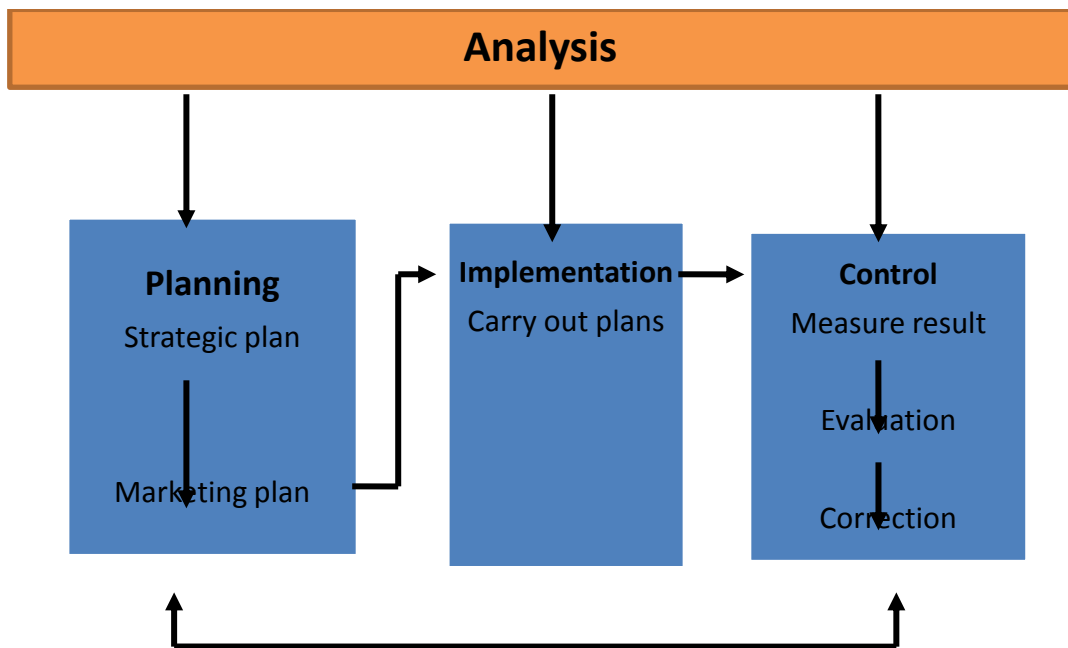 Analysis
Planning
Strategic plan
Marketing plan
Implementation
Carry out plans
Control
Measure result
Evaluation
Correction